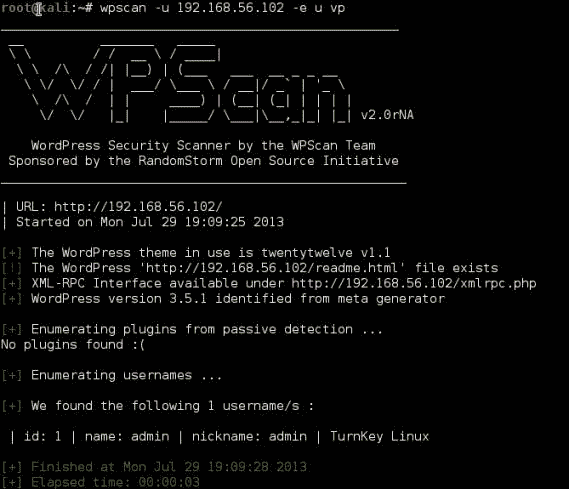 root@kali:~# wpscan -u 192.168.56.102 -e u vp
WPScan v2.0rNA
WordPress Security Scanner by the WPScan Team
Sponsored by the RandomStorm Open Source Initiative
| URL: http://192.168.56.102/
| Started on Mon Jul 29 19:09:25 2013
[+] The WordPress theme in use is twentytwelve v1.1
[!] The WordPress 'http://192.168.56.102/readme.html' file exists
[+] XML-RPC Interface available under http://192.168.56.102/xmlrpc.php
[+] WordPress version 3.5.1 identified from meta generator
[+] Enumerating plugins from passive detection ...
No plugins found :(
[+] Enumerating usernames ...
[+] We found the following 1 username/s :
| id: 1 | name: admin | nickname: admin | TurnKey Linux
[+] Finished at Mon Jul 29 19:09:28 2013
[+] Elapsed time: 00:00:03